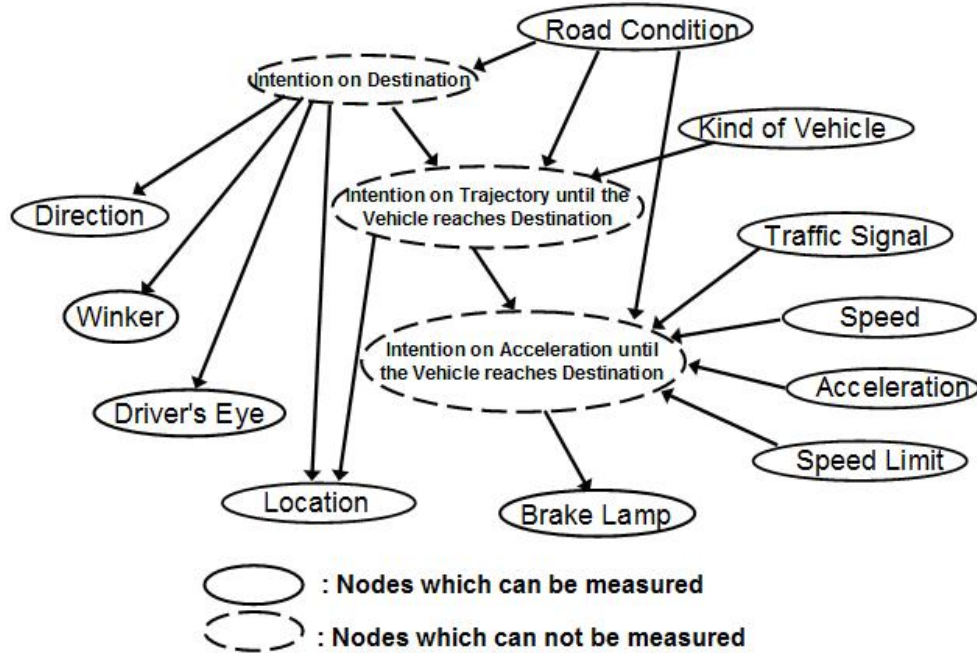 Road Condition
Intention on Destination
Kind of Vehicle
Intention on Trajectory until the
Vehicle reaches Destination
Direction
Traffic Signal
Winker
Speed
Intention on Acceleration until
the Vehicle reaches Destination
Acceleration
Driver's Eye
Speed Limit
Location
Brake Lamp
: Nodes which can be measured
: Nodes which can not be measured